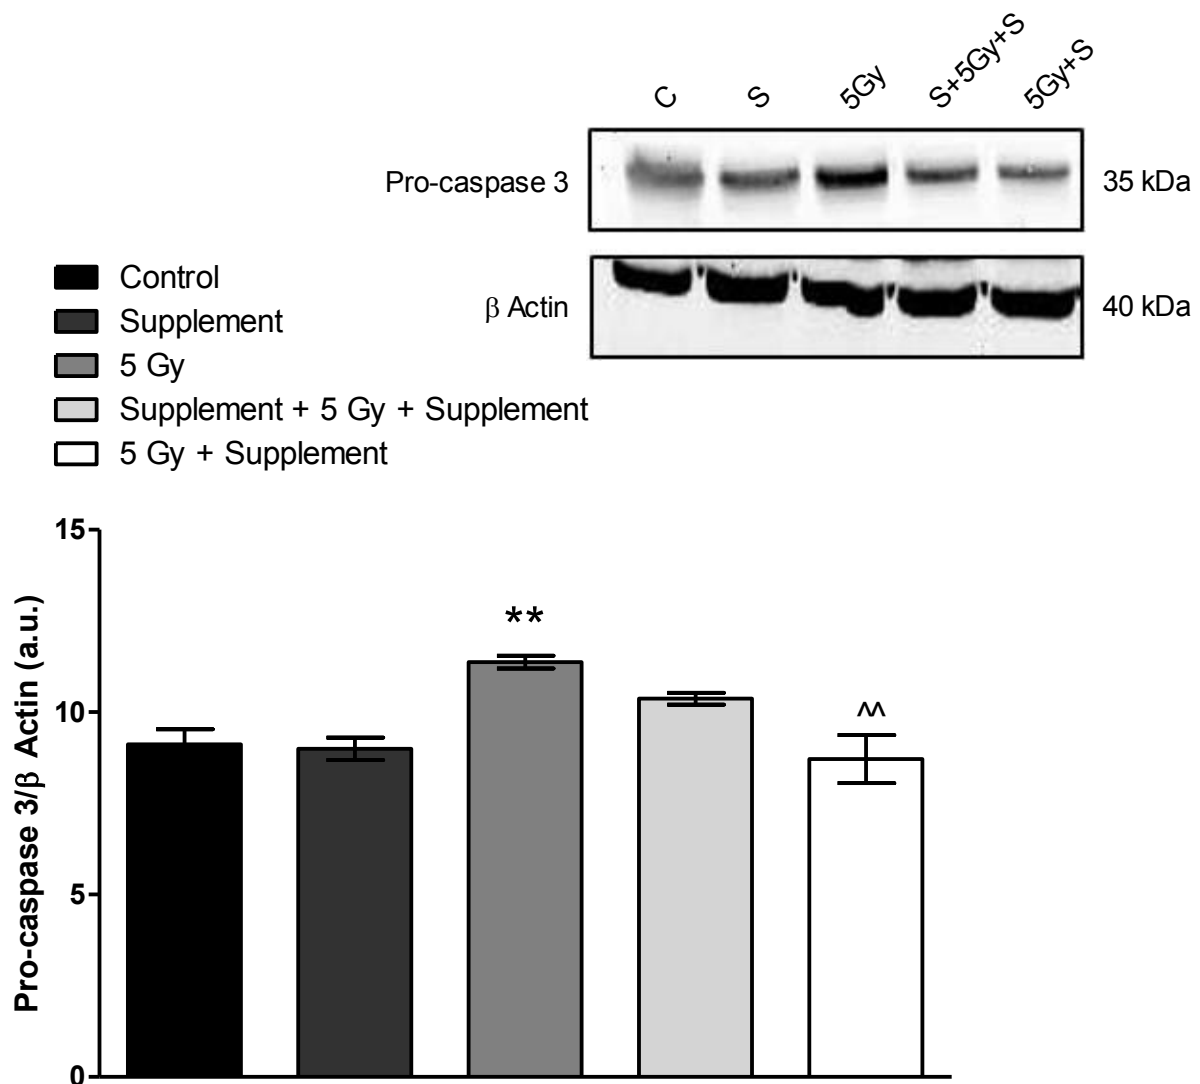 C
S
5Gy
S+5Gy+S
5Gy+S
Pro-caspase 3
35 kDa
β Actin
40 kDa
Control
Supplement
5 Gy
Supplement + 5 Gy + Supplement
5 Gy + Supplement
Pro-caspase 3/β Actin (a.u.)
15
10
5
0
**
^^